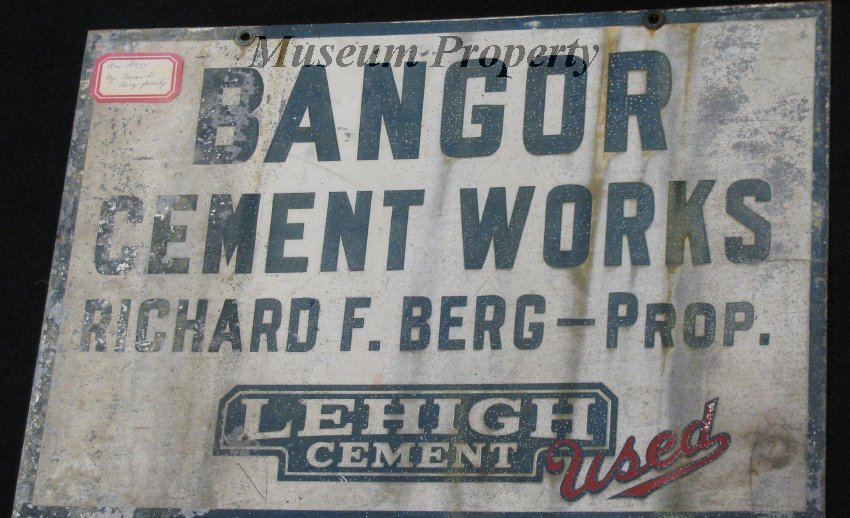 Museum Property
BANGOR
CEMENT WORKS
RICHARD F. BERG—PROP.
LEHIGH
CEMENT
Used